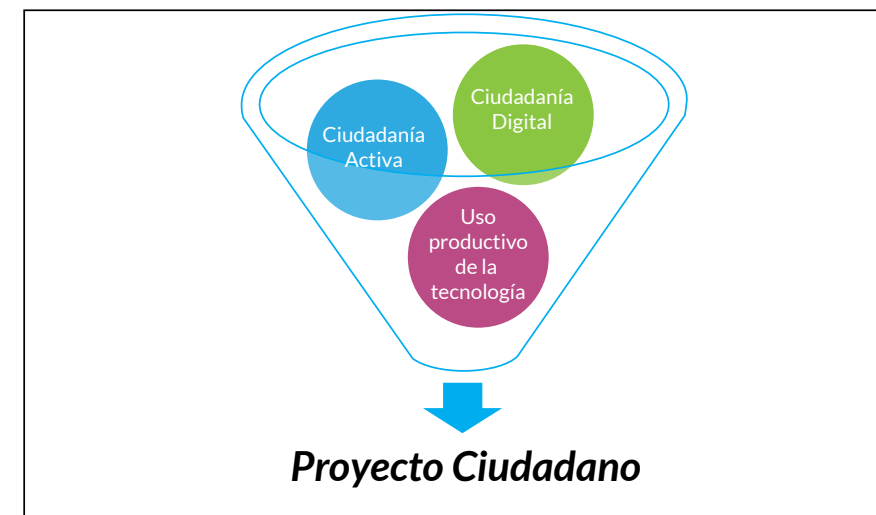 Ciudadanía
Activa
Ciudadanía
Digital
Uso
productivo
de la
tecnología
Proyecto Ciudadano